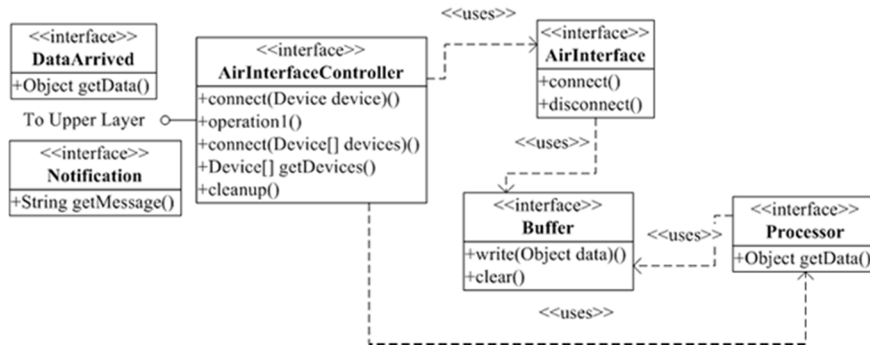 <<interface>>
DataArrived
+Object getData()
To Upper Layer
<<interface>>
Notification
+String getMessage()
<<interface>>
AirInterfaceController
+connect(Device device)()
+operation1()
+connect(Device[] devices)()
+Device[] getDevices()
+cleanup()
<<uses>>
<<interface>>
AirInterface
+connect()
+disconnect()
<<uses>>
<<interface>>
Buffer
+write(Object data)()
+clear()
<<uses>>
<<interface>>
Processor
+Object getData()
<<uses>>